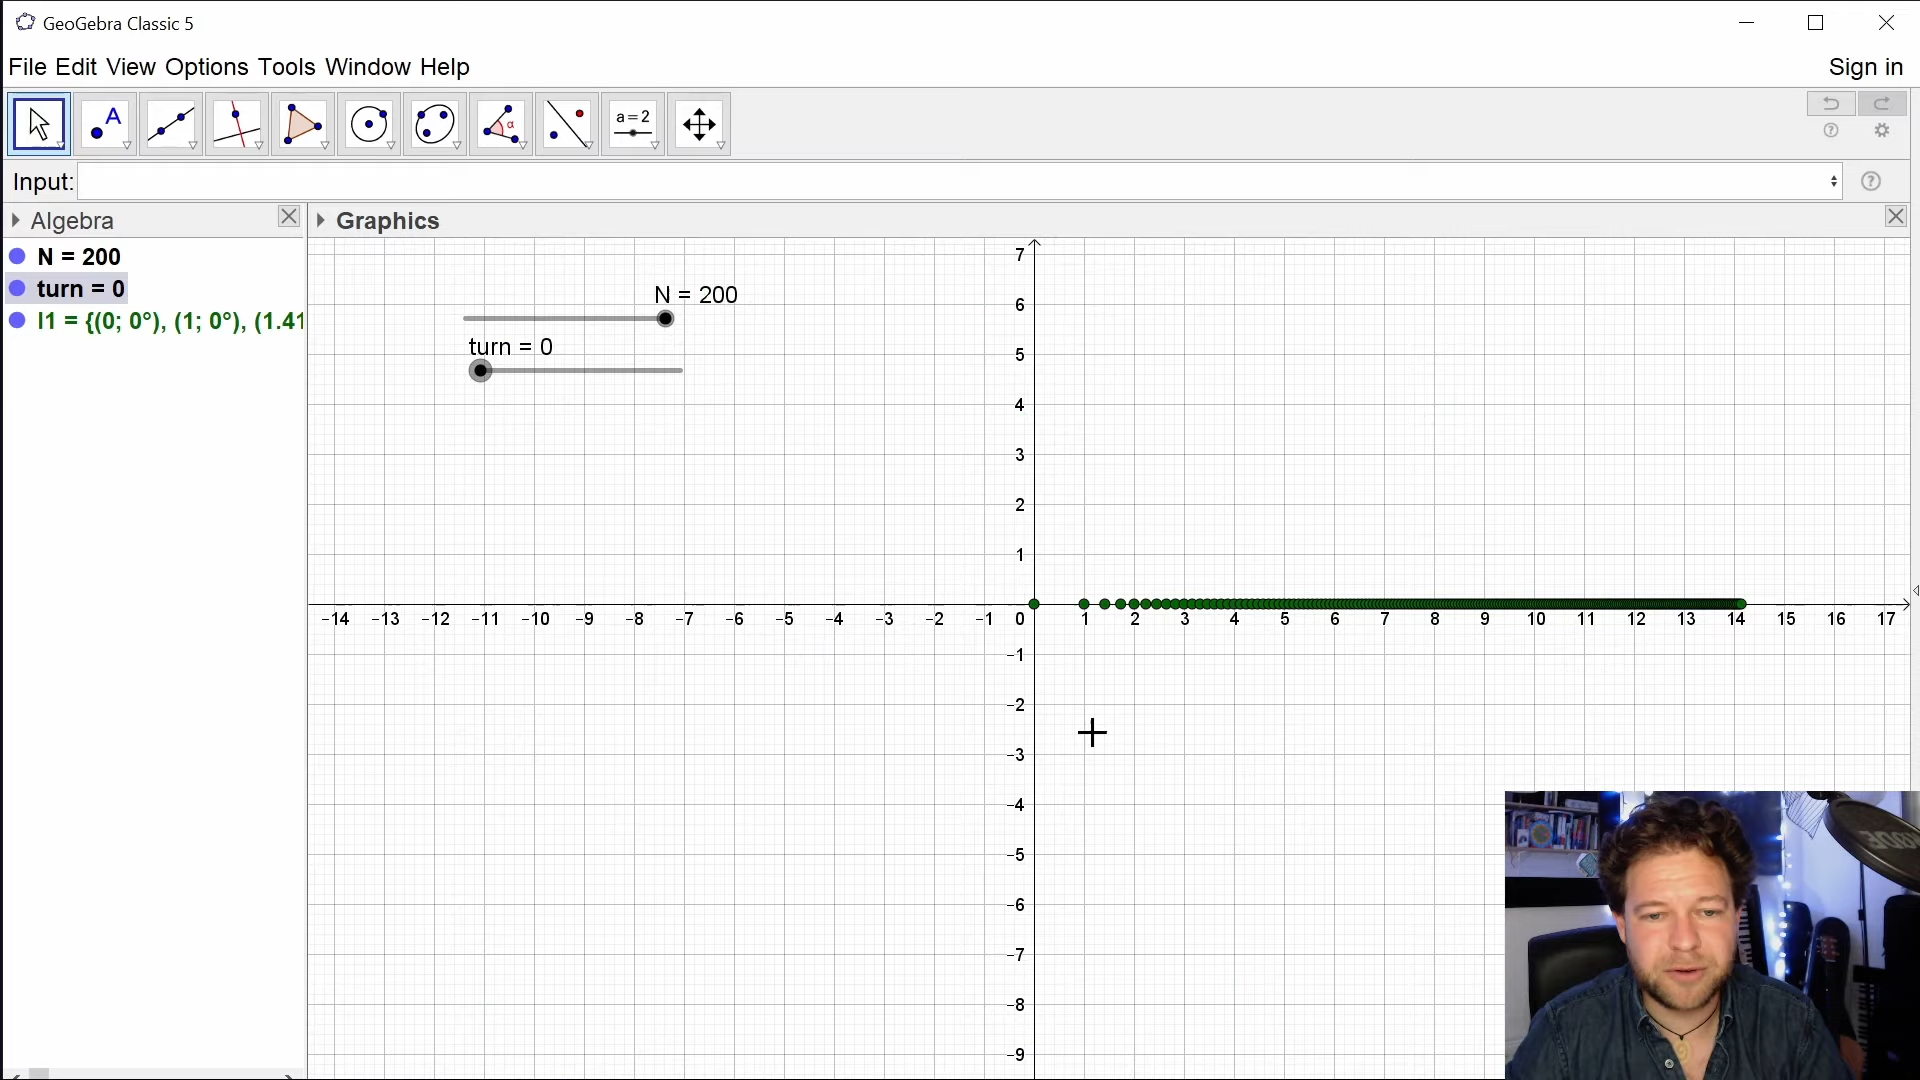 GeoGebra Classic 5
File Edit View Options Tools Window Help
Sign in
A
α
a = 2
Input:
Algebra
Graphics
N = 200
turn = 0
l1 = {(0; 0°), (1; 0°), (1.41
N = 200
turn = 0
7
6
5
4
3
2
1
−14 −13 −12 −11 −10 −9 −8 −7 −6 −5 −4 −3 −2 −1 0 1 2 3 4 5 6 7 8 9 10 11 12 13 14 15 16 17
−1
−2
−3
−4
−5
−6
−7
−8
−9
RODE